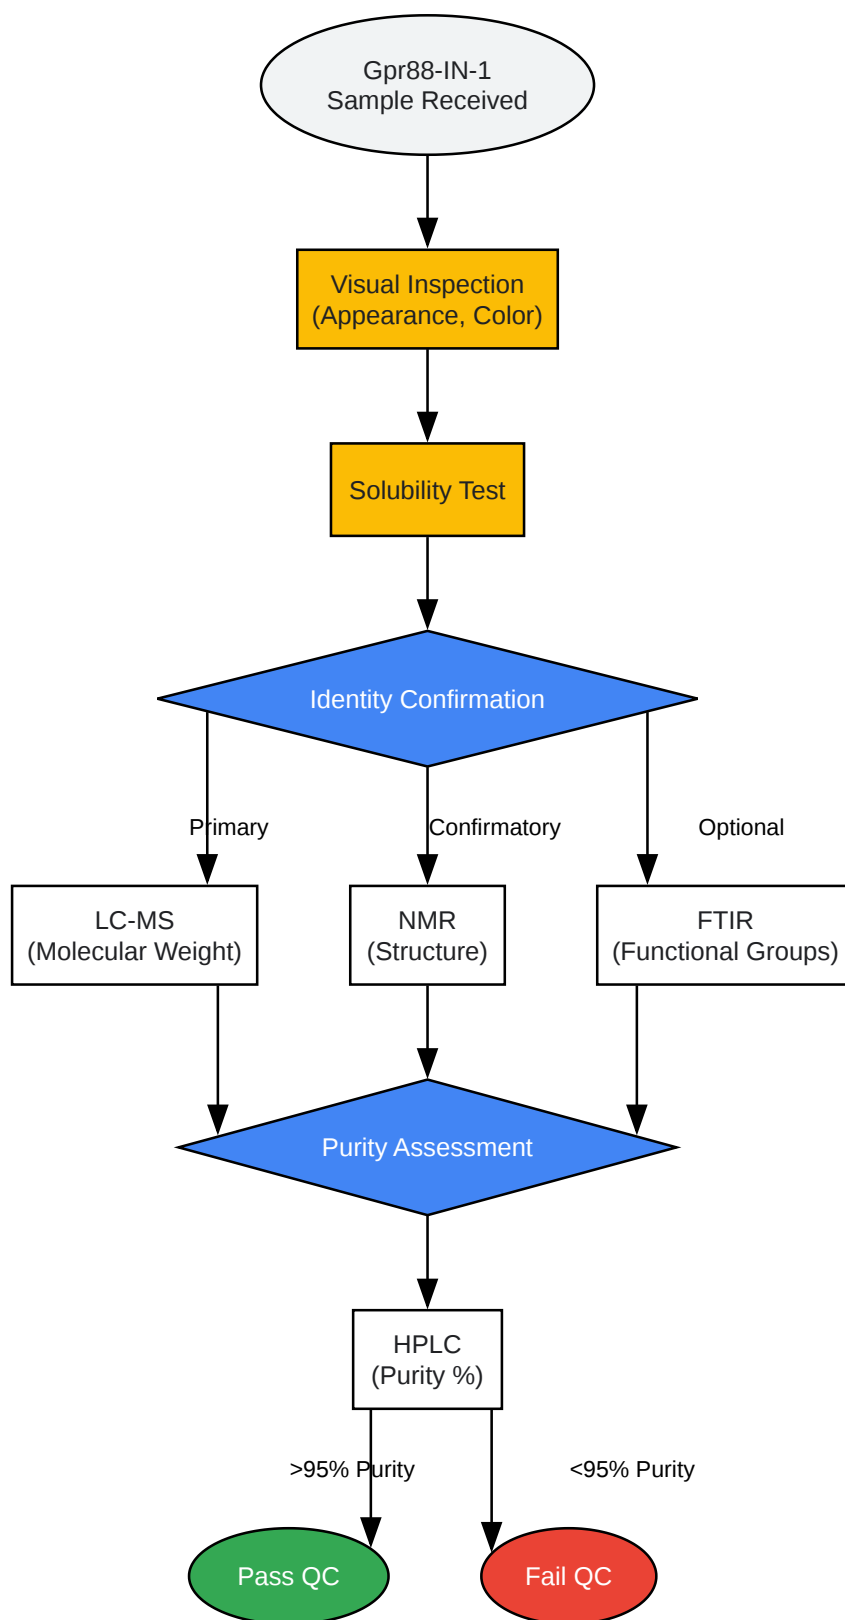 Gpr88-IN-1
Sample Received
Visual Inspection
(Appearance, Color)
Solubility Test
Identity Confirmation
Primary
Confirmatory
Optional
LC-MS
(Molecular Weight)
NMR
(Structure)
FTIR
(Functional Groups)
Purity Assessment
HPLC
(Purity %)
>95% Purity
<95% Purity
Pass QC
Fail QC